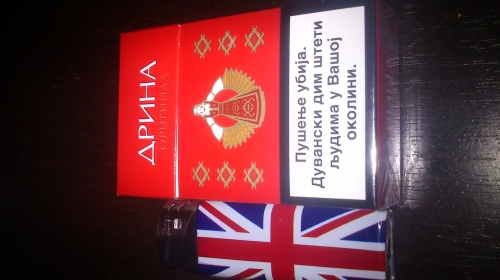 ДРИНА
ОРИГИНАЛ
Пушење убија.
Дувански дим штети
људима у Вашој
околини.